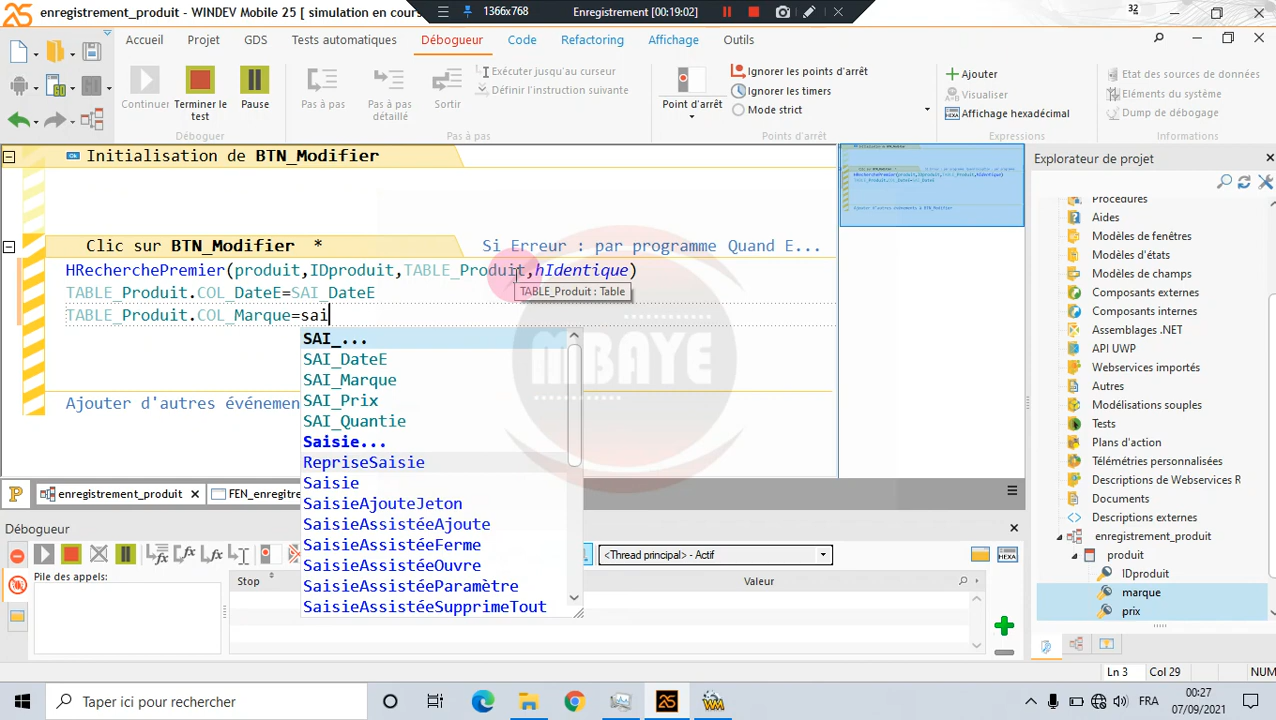 enregistrement_produit - WINDEV Mobile 25 [ simulation en cours
1366x768
Enregistrement [00:19:02]
32
Accueil Projet GDS Tests automatiques Débogueur Code Refactoring Affichage Outils
Continuer
Terminer le test
Pause
Pas à pas
Pas à pas détaillé
Sortir
Exécuter jusqu'au curseur
Définir l'instruction suivante
Point d'arrêt
Ignorer les points d'arrêt
Ignorer les timers
Mode strict
Ajouter
Visualiser
Affichage hexadécimal
Etat des sources de données
Eléments du système
Dump de débogage
Déboguer
Pas à pas
Points d'arrêt
Expressions
Informations
Initialisation de BTN_Modifier
Clic sur BTN_Modifier *
Si Erreur : par programme Quand E...
HRecherchePremier(produit,IDproduit,TABLE_Produit,hIdentique)
TABLE_Produit : Table
TABLE_Produit.COL_DateE=SAI_DateE
TABLE_Produit.COL_Marque=sai
SAI_...
SAI_DateE
SAI_Marque
SAI_Prix
SAI_Quantie
Saisie...
RepriseSaisie
Saisie
SaisieAjouteJeton
SaisieAssistéeAjoute
SaisieAssistéeFerme
SaisieAssistéeOuvre
SaisieAssistéeParamètre
SaisieAssistéeSupprimeTout
MBAYE
Ajouter d'autres événemen
enregistrement_produit
FEN_enregitre
Débogueur
<Thread principal> - Actif
HEXA
Pile des appels:
Stop
Valeur
Explorateur de projet
Procédures
Aides
Modèles de fenêtres
Modèles d'états
Modèles de champs
Composants externes
Composants internes
Assemblages .NET
API UWP
Webservices importés
Autres
Modélisations souples
Tests
Plans d'action
Télémétries personnalisées
Descriptions de Webservices R
Documents
Descriptions externes
enregistrement_produit
produit
IDproduit
marque
prix
Ln 3
Col 29
NUM
Taper ici pour rechercher
FRA
00:27
07/09/2021